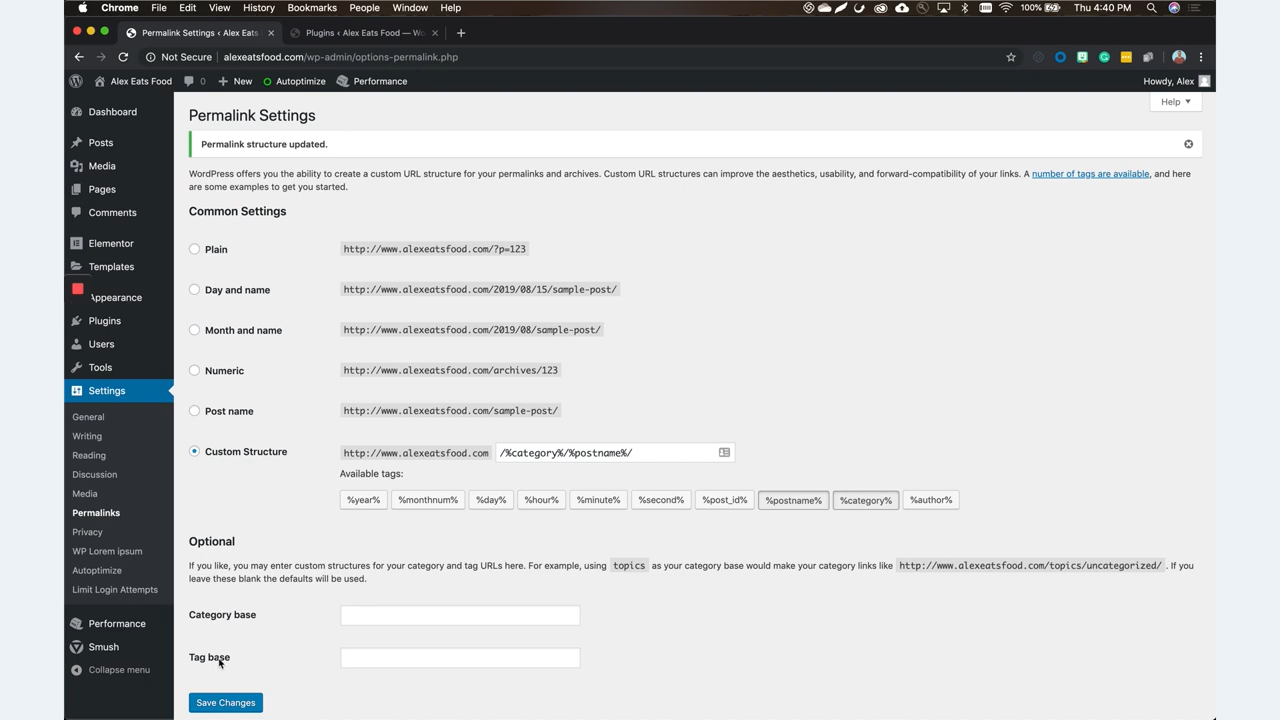 Chrome File Edit View History Bookmarks People Window Help 100% Thu 4:40 PM
Permalink Settings ‹ Alex Eats Plugins ‹ Alex Eats Food — Wo
Not Secure alexeatsfood.com/wp-admin/options-permalink.php
Alex Eats Food 0 New Autoptimize Performance Howdy, Alex
Help
Dashboard
Posts
Media
Pages
Comments
Elementor
Templates
Appearance
Plugins
Users
Tools
Settings
General
Writing
Reading
Discussion
Media
Permalinks
Privacy
WP Lorem ipsum
Autoptimize
Limit Login Attempts
Performance
Smush
Collapse menu
Permalink Settings
Permalink structure updated.
WordPress offers you the ability to create a custom URL structure for your permalinks and archives. Custom URL structures can improve the aesthetics, usability, and forward-compatibility of your links. A number of tags are available, and here
are some examples to get you started.
Common Settings
Plain http://www.alexeatsfood.com/?p=123
Day and name http://www.alexeatsfood.com/2019/08/15/sample-post/
Month and name http://www.alexeatsfood.com/2019/08/sample-post/
Numeric http://www.alexeatsfood.com/archives/123
Post name http://www.alexeatsfood.com/sample-post/
Custom Structure http://www.alexeatsfood.com /%category%/%postname%/
Available tags:
%year% %monthnum% %day% %hour% %minute% %second% %post_id% %postname% %category% %author%
Optional
If you like, you may enter custom structures for your category and tag URLs here. For example, using topics as your category base would make your category links like http://www.alexeatsfood.com/topics/uncategorized/ . If you
leave these blank the defaults will be used.
Category base
Tag base
Save Changes